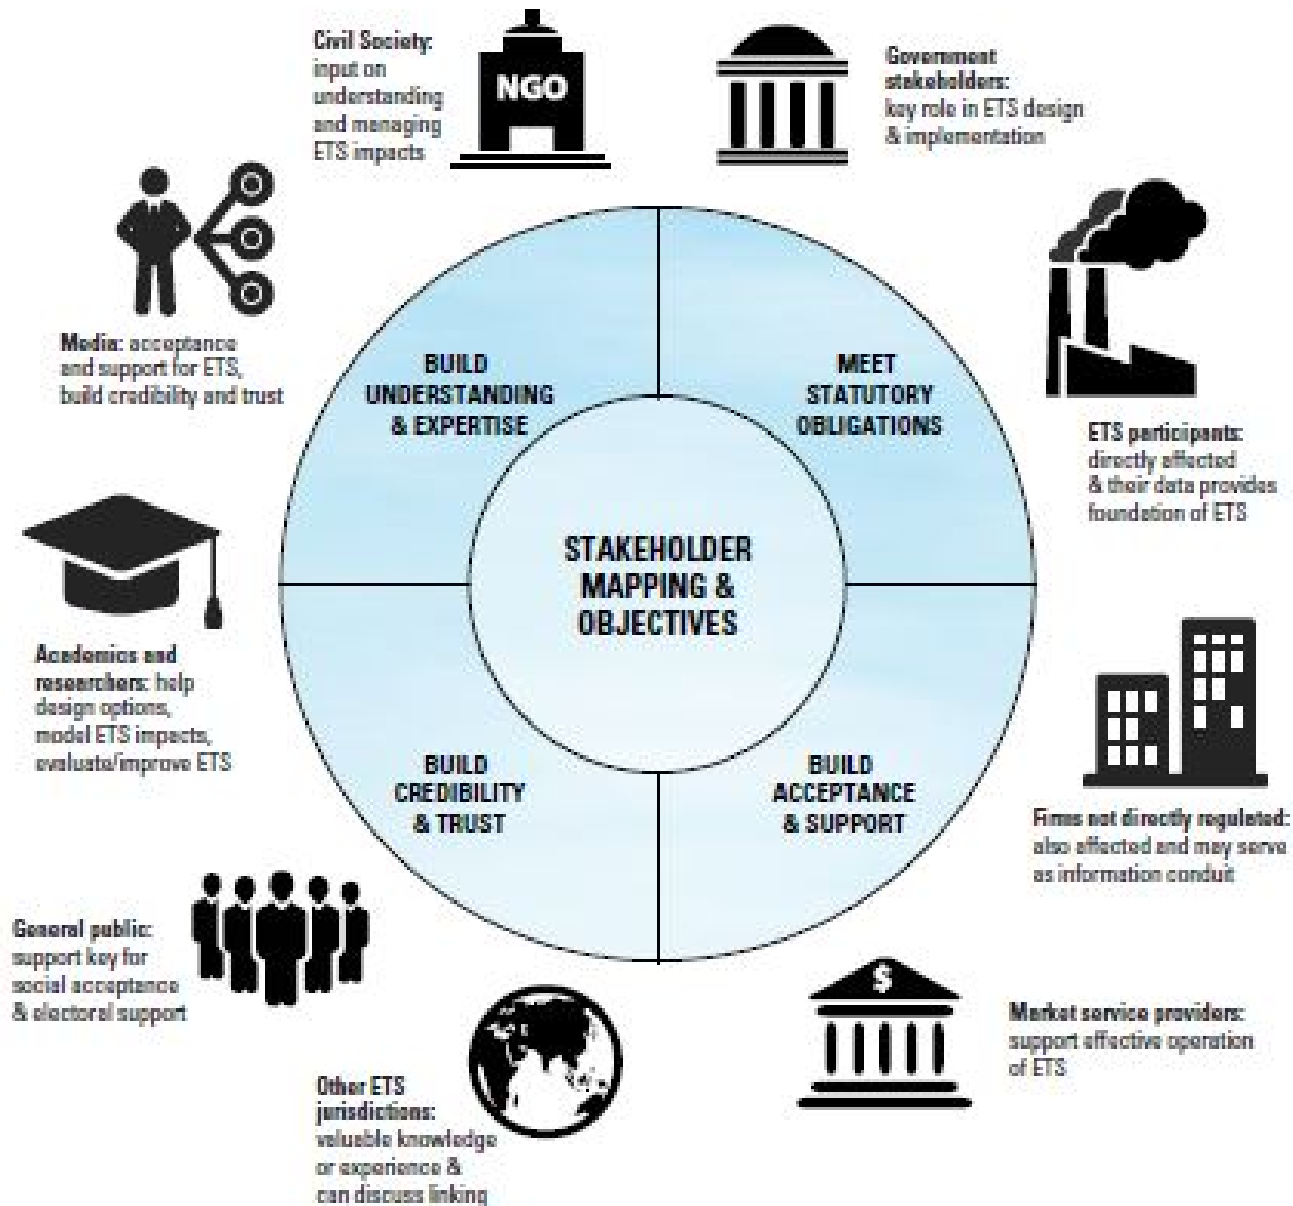 Civil Society:
input on
understanding
and managing
ETS impacts
NGO
Government
stakeholders:
key role in ETS design
& implementation
Media: acceptance
and support for ETS,
build credibility and trust
BUILD
UNDERSTANDING
& EXPERTISE
MEET
STATUTORY
OBLIGATIONS
ETS participants:
directly affected
& their data provides
foundation of ETS
STAKEHOLDER
MAPPING &
OBJECTIVES
Academics and
researchers: help
design options,
model ETS impacts,
evaluate/improve ETS
BUILD
CREDIBILITY
& TRUST
BUILD
ACCEPTANCE
& SUPPORT
Firms not directly regulated:
also affected and may serve
as information conduit
General public:
support key for
social acceptance
& electoral support
$
Market service providers:
support effective operation
of ETS
Other ETS
jurisdictions:
valuable knowledge
or experience &
can discuss linking